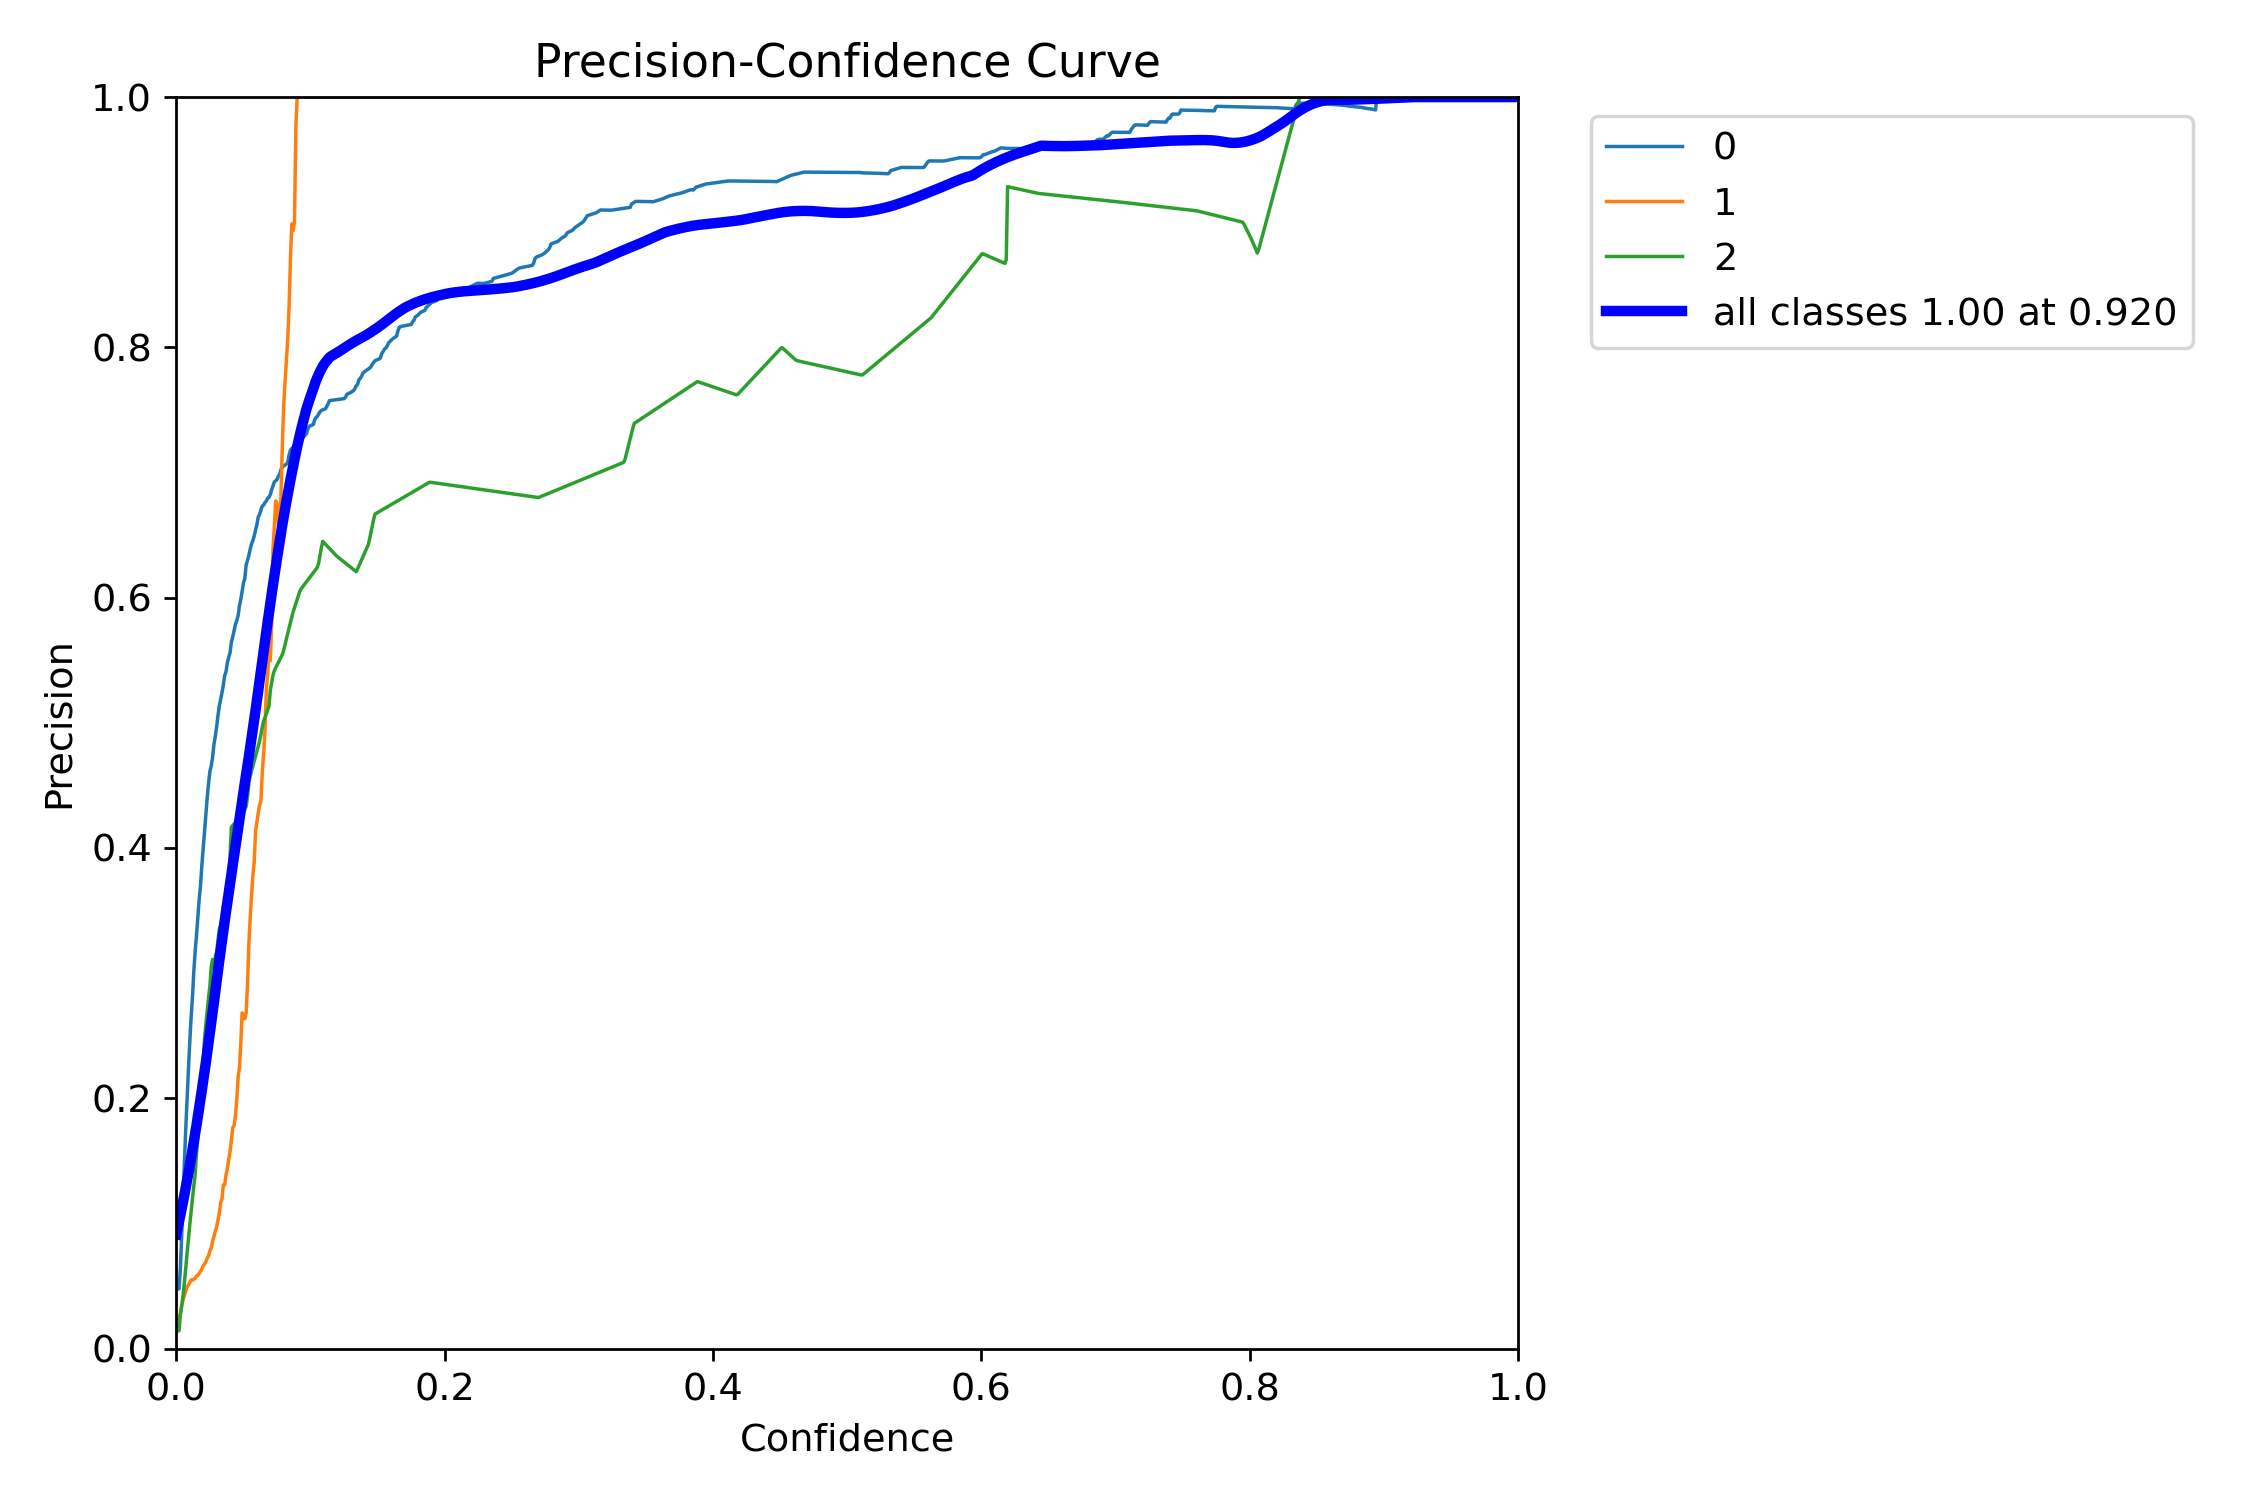 Precision-Confidence Curve
1.0
0.8
0.6
0.4
0.2
0.0
Precision
0.0 0.2 0.4 0.6 0.8 1.0
Confidence
0
1
2
all classes 1.00 at 0.920